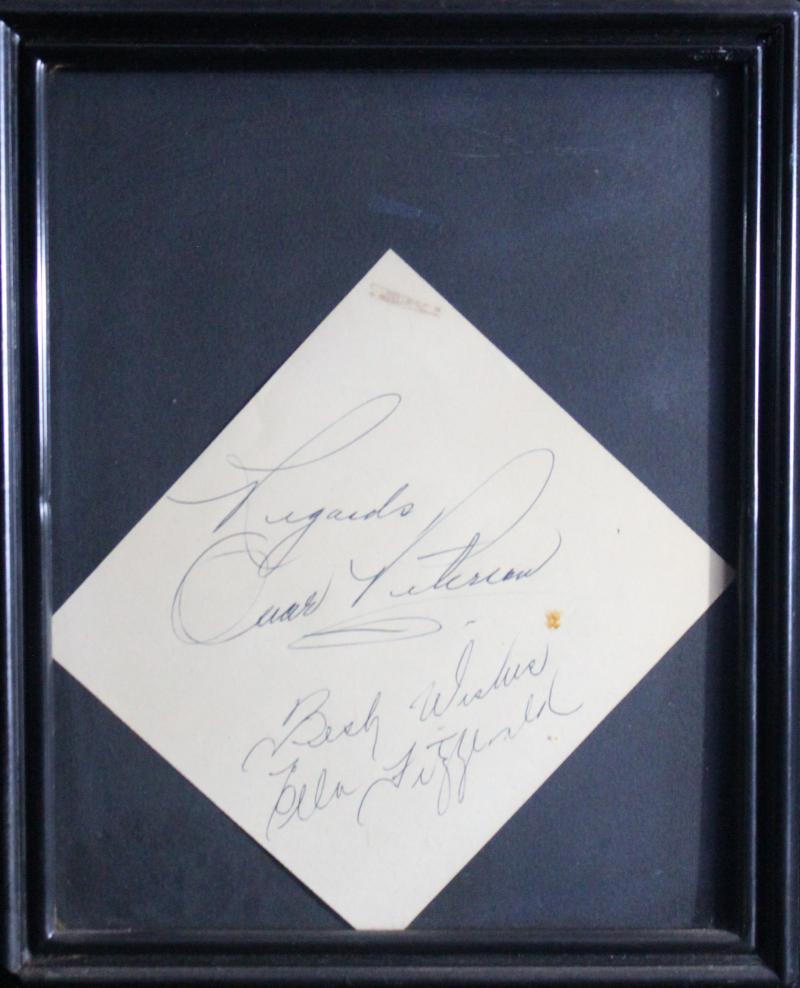 Regards
Oscar Peterson
Best Wishes
Ella Fitzgerald